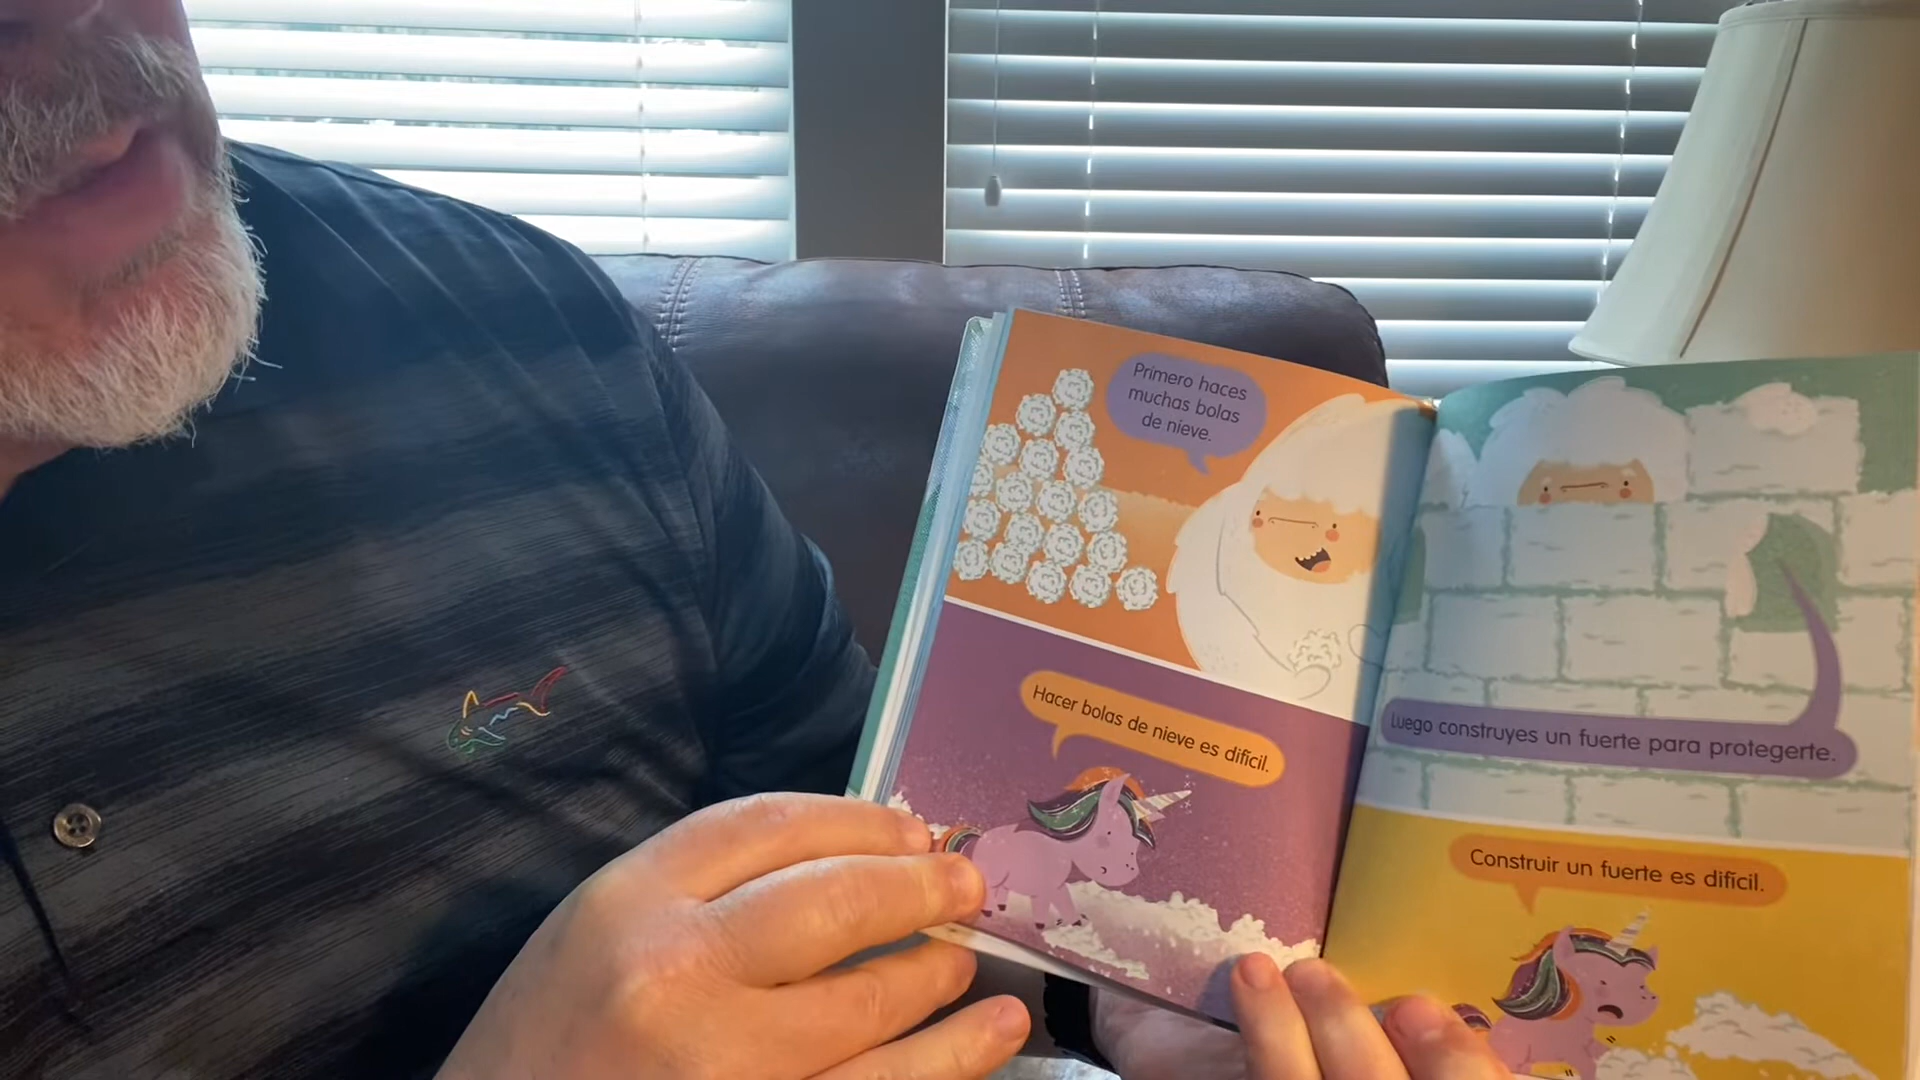 Primero haces
muchas bolas
de nieve.
Hacer bolas de nieve es difícil.
Luego construyes un fuerte para protegerte.
Construir un fuerte es difícil.